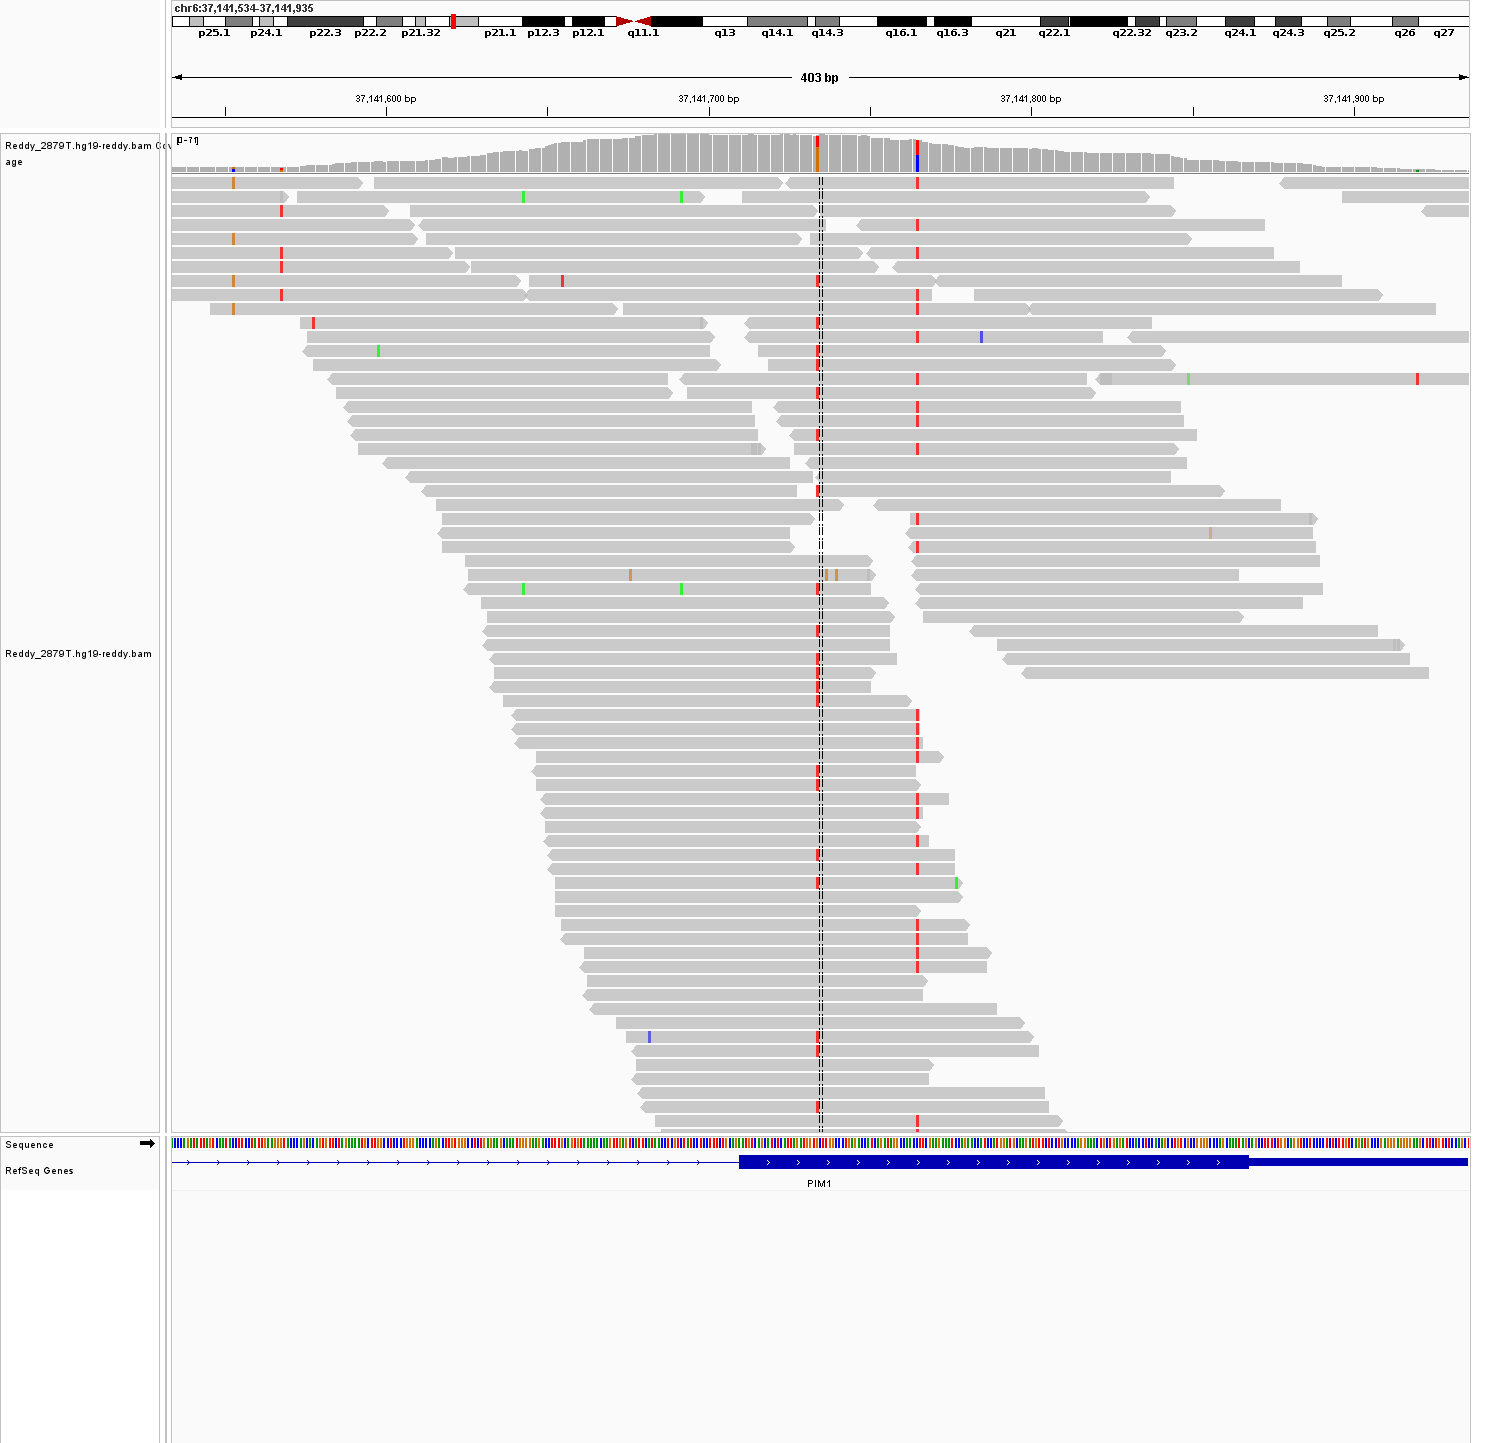 chr6:37,141,534-37,141,935
p25.1 p24.1 p22.3 p22.2 p21.32 p21.1 p12.3 p12.1 q11.1 q13 q14.1 q14.3 q16.1 q16.3 q21 q22.1 q22.32 q23.2 q24.1 q24.3 q25.2 q26 q27
403 bp
37,141,600 bp 37,141,700 bp 37,141,800 bp 37,141,900 bp
Reddy_2879T.hg19-reddy.bam Cov
age
[0-71]
Reddy_2879T.hg19-reddy.bam
Sequence
RefSeq Genes
PIM1